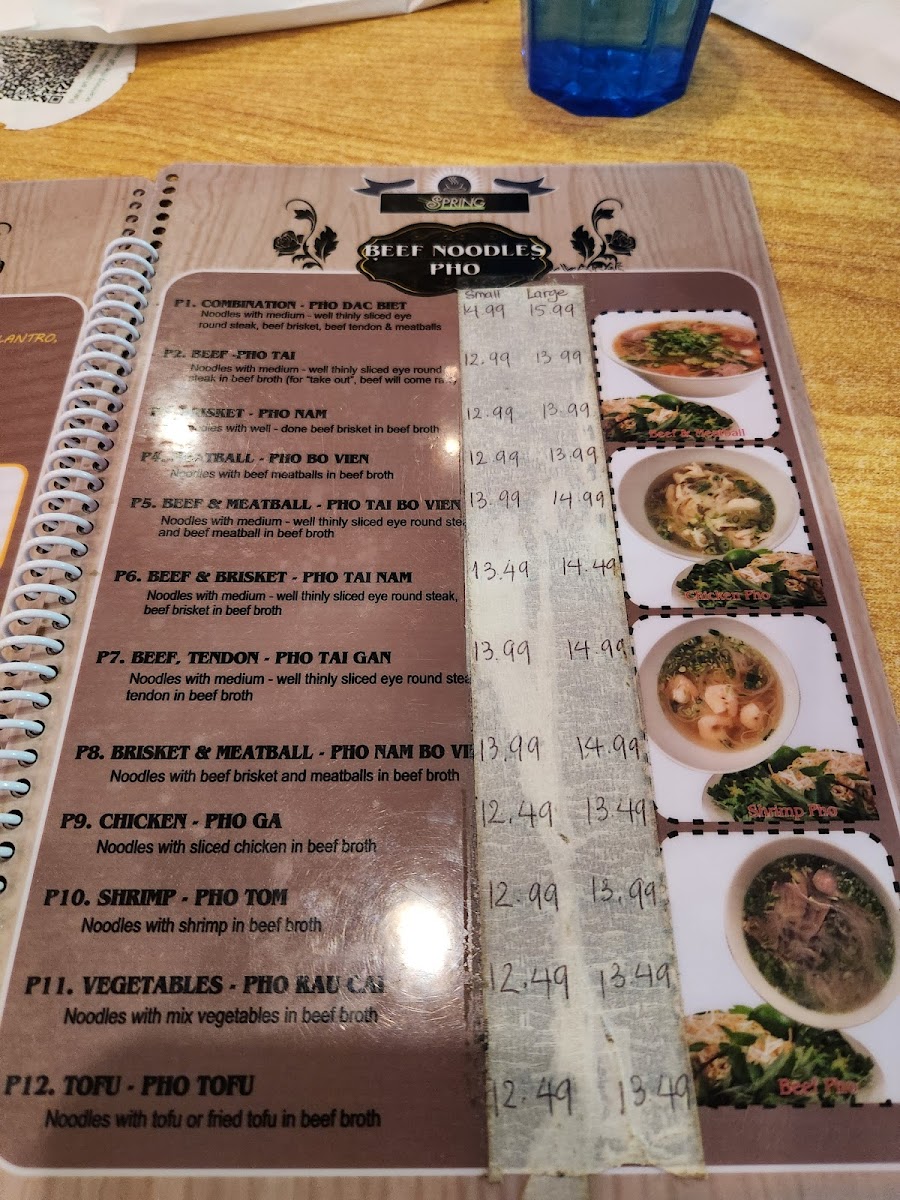 SPRING
BEEF NOODLES
PHO
LANTRO,
Small Large
P1. COMBINATION - PHO DAC BIET 14.99 15.99
Noodles with medium - well thinly sliced eye
round steak, beef brisket, beef tendon & meatballs
P2. BEEF -PHO TAI 12.99 13.99
Noodles with medium - well thinly sliced eye round
steak in beef broth (for "take out", beef will come
BRISKET - PHO NAM 12.99 13.99
Noodles with well - done beef brisket in beef broth
P4. MEATBALL - PHO BO VIEN 12.99 13.99
Noodles with beef meatballs in beef broth
P5. BEEF & MEATBALL - PHO TAI BO VIEN 13.99 14.99
Noodles with medium - well thinly sliced eye round stea
and beef meatball in beef broth
P6. BEEF & BRISKET - PHO TAI NAM 13.49 14.49
Noodles with medium - well thinly sliced eye round steak,
beef brisket in beef broth
P7. BEEF, TENDON - PHO TAI GAN 13.99 14.99
Noodles with medium - well thinly sliced eye round stea
tendon in beef broth
P8. BRISKET & MEATBALL - PHO NAM BO VIE 13.99 14.99
Noodles with beef brisket and meatballs in beef broth
P9. CHICKEN - PHO GA 12.49 13.49
Noodles with sliced chicken in beef broth
P10. SHRIMP - PHO TOM 12.99 13.99
Noodles with shrimp in beef broth
P11. VEGETABLES - PHO RAU CAI 12.49 13.49
Noodles with mix vegetables in beef broth
P12. TOFU - PHO TOFU 12.49 13.49
Noodles with tofu or fried tofu in beef broth
Beef & Meatball
Chicken Pho
Shrimp Pho
Beef Pho